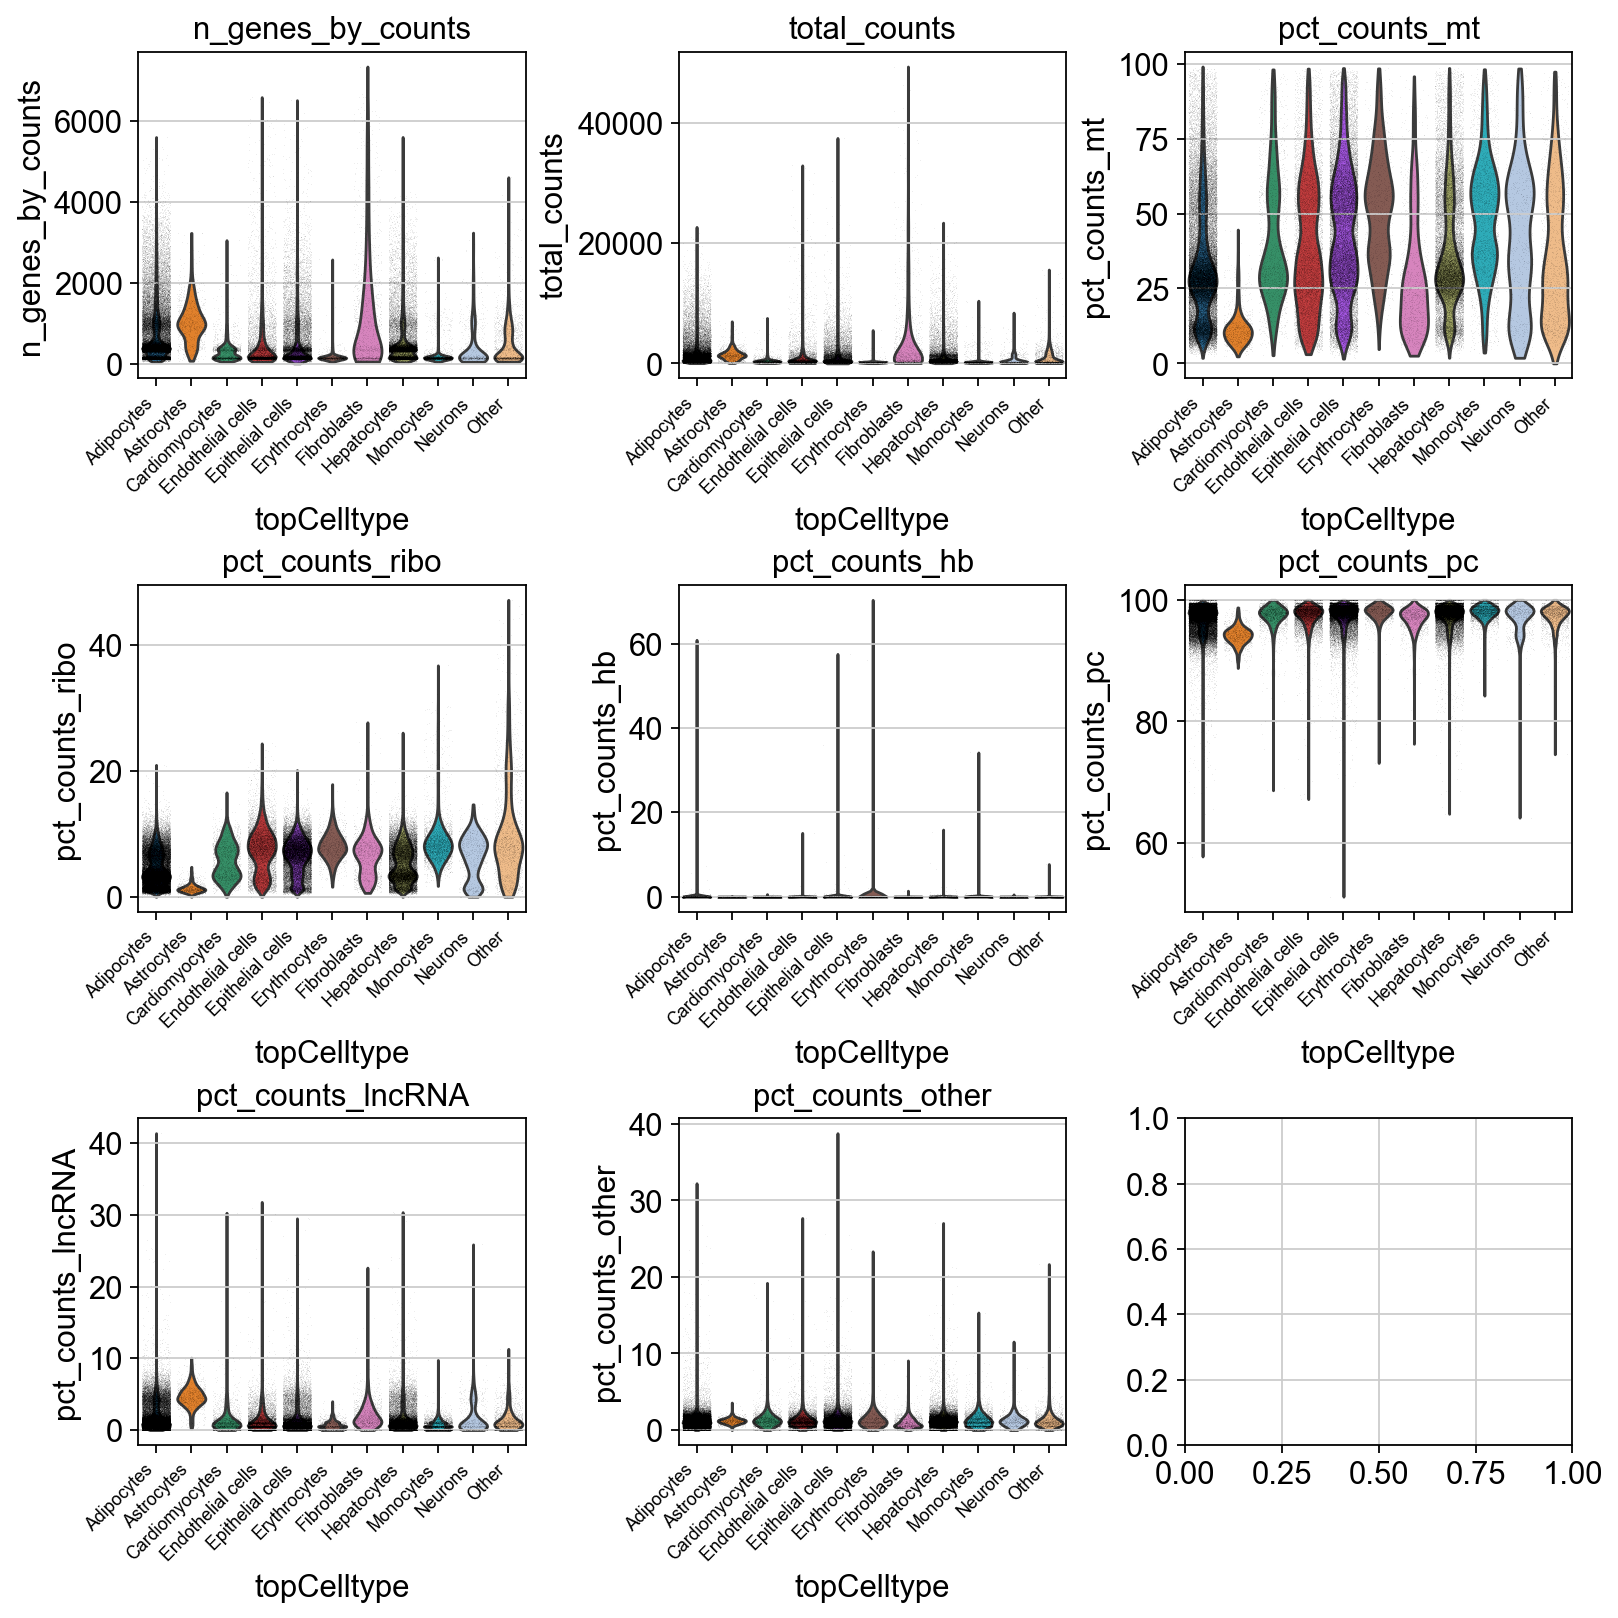 n_genes_by_counts
n_genes_by_counts
6000
4000
2000
0
Adipocytes
Astrocytes
Cardiomyocytes
Endothelial cells
Epithelial cells
Erythrocytes
Fibroblasts
Hepatocytes
Monocytes
Neurons
Other
topCelltype
total_counts
total_counts
40000
20000
0
Adipocytes
Astrocytes
Cardiomyocytes
Endothelial cells
Epithelial cells
Erythrocytes
Fibroblasts
Hepatocytes
Monocytes
Neurons
Other
topCelltype
pct_counts_mt
pct_counts_mt
100
75
50
25
0
Adipocytes
Astrocytes
Cardiomyocytes
Endothelial cells
Epithelial cells
Erythrocytes
Fibroblasts
Hepatocytes
Monocytes
Neurons
Other
topCelltype
pct_counts_ribo
pct_counts_ribo
40
20
0
Adipocytes
Astrocytes
Cardiomyocytes
Endothelial cells
Epithelial cells
Erythrocytes
Fibroblasts
Hepatocytes
Monocytes
Neurons
Other
topCelltype
pct_counts_hb
pct_counts_hb
60
40
20
0
Adipocytes
Astrocytes
Cardiomyocytes
Endothelial cells
Epithelial cells
Erythrocytes
Fibroblasts
Hepatocytes
Monocytes
Neurons
Other
topCelltype
pct_counts_pc
pct_counts_pc
100
80
60
Adipocytes
Astrocytes
Cardiomyocytes
Endothelial cells
Epithelial cells
Erythrocytes
Fibroblasts
Hepatocytes
Monocytes
Neurons
Other
topCelltype
pct_counts_lncRNA
pct_counts_lncRNA
40
30
20
10
0
Adipocytes
Astrocytes
Cardiomyocytes
Endothelial cells
Epithelial cells
Erythrocytes
Fibroblasts
Hepatocytes
Monocytes
Neurons
Other
topCelltype
pct_counts_other
pct_counts_other
40
30
20
10
0
Adipocytes
Astrocytes
Cardiomyocytes
Endothelial cells
Epithelial cells
Erythrocytes
Fibroblasts
Hepatocytes
Monocytes
Neurons
Other
topCelltype
1.0
0.8
0.6
0.4
0.2
0.0
0.00 0.25 0.50 0.75 1.00